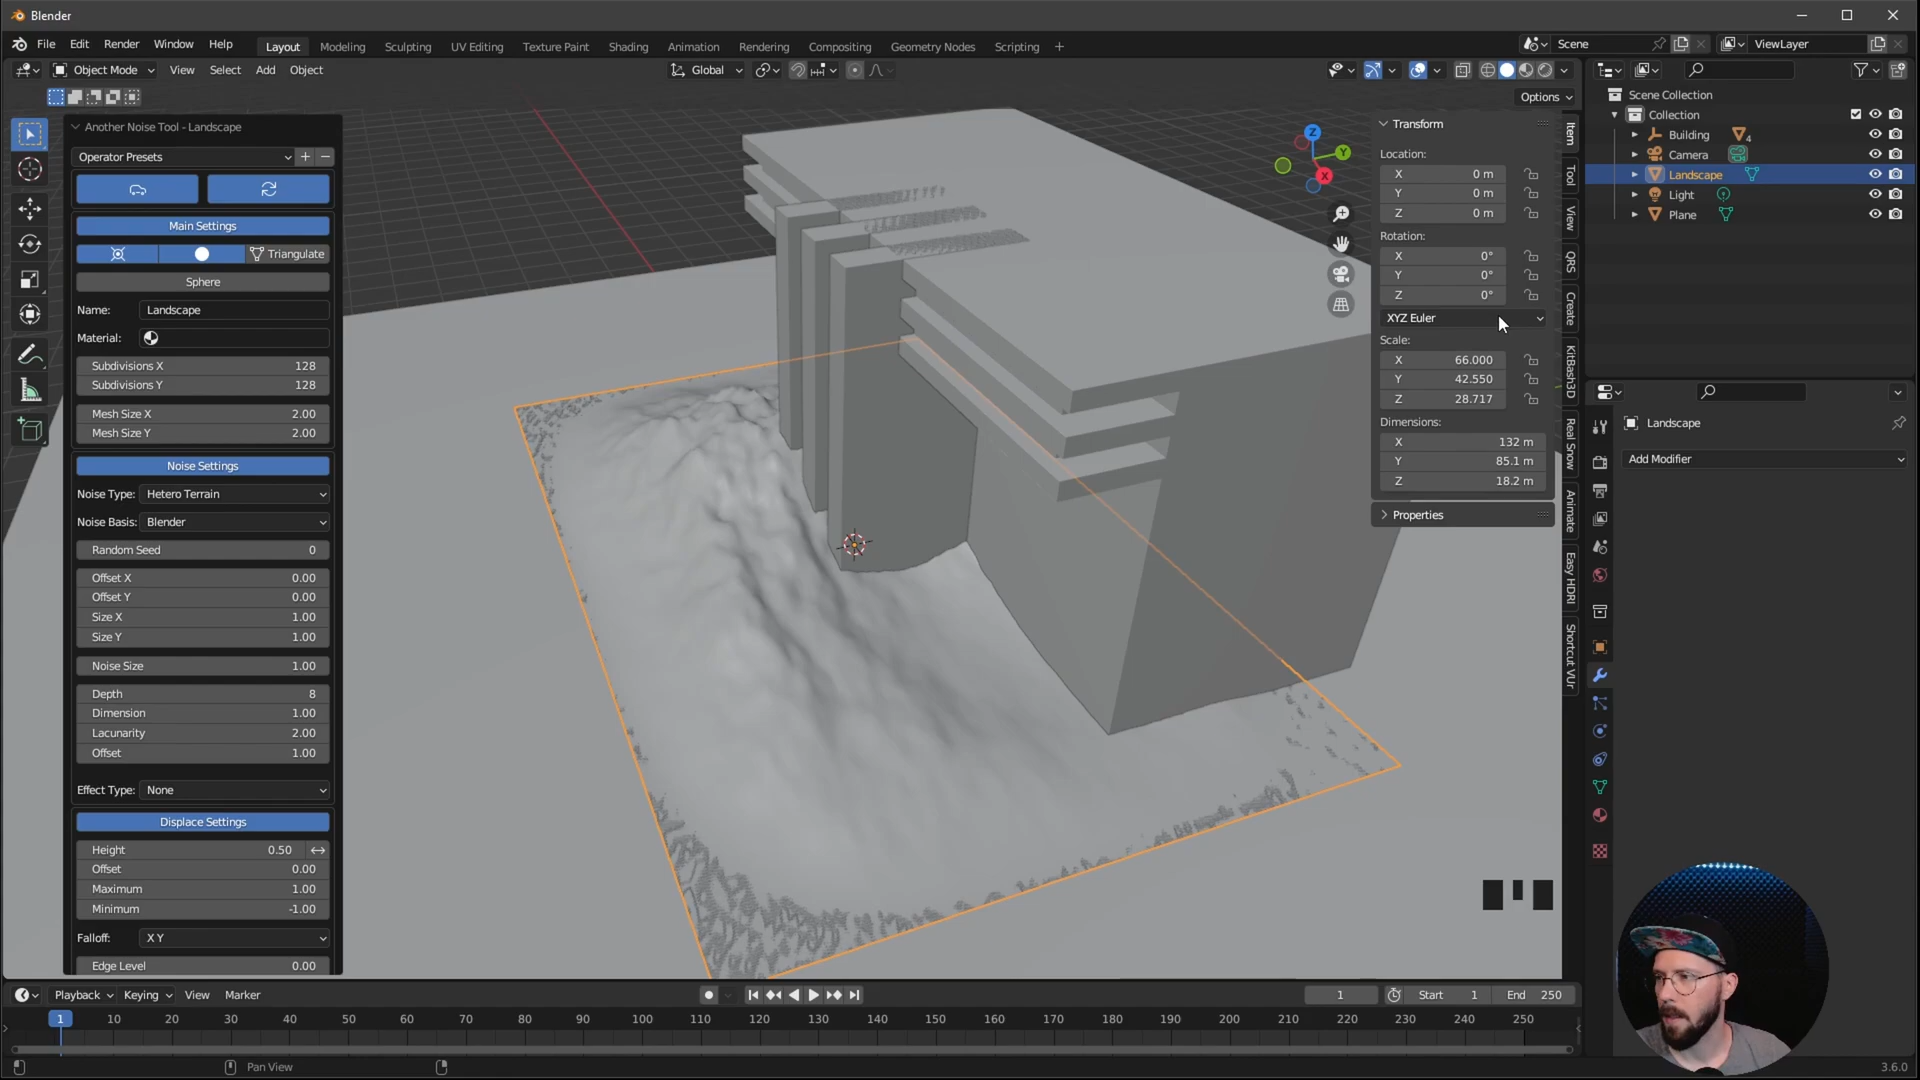 Blender
File Edit Render Window Help
Layout Modeling Sculpting UV Editing Texture Paint Shading Animation Rendering Compositing Geometry Nodes Scripting +
Scene
ViewLayer
Object Mode View Select Add Object
Global
Options
Another Noise Tool - Landscape
Operator Presets
Main Settings
Triangulate
Sphere
Name: Landscape
Material:
Subdivisions X 128
Subdivisions Y 128
Mesh Size X 2.00
Mesh Size Y 2.00
Noise Settings
Noise Type: Hetero Terrain
Noise Basis: Blender
Random Seed 0
Offset X 0.00
Offset Y 0.00
Size X 1.00
Size Y 1.00
Noise Size 1.00
Depth 8
Dimension 1.00
Lacunarity 2.00
Offset 1.00
Effect Type: None
Displace Settings
Height 0.50
Offset 0.00
Maximum 1.00
Minimum -1.00
Falloff: X Y
Edge Level 0.00
Z
Y
X
Transform
Location:
X 0 m
Y 0 m
Z 0 m
Rotation:
X 0°
Y 0°
Z 0°
XYZ Euler
Scale:
X 66.000
Y 42.550
Z 28.717
Dimensions:
X 132 m
Y 85.1 m
Z 18.2 m
Properties
Item
Tool
View
QRS
Create
KitBash3D
Real Snow
Animate
Easy HDRI
Shortcut VUr
Scene Collection
Collection
Building 4
Camera
Landscape
Light
Plane
Landscape
Add Modifier
Playback Keying View Marker
1 Start 1 End 250
1 10 20 30 40 50 60 70 80 90 100 110 120 130 140 150 160 170 180 190 200 210 220 230 240 250
Pan View
3.6.0